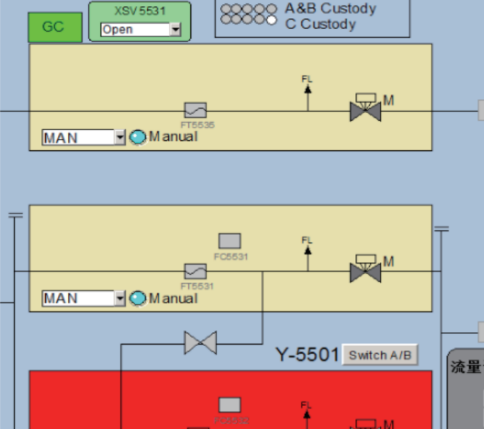 GC
XSV 5531
Open
A&B Custody
C Custody
FL
M
FT5535
MAN
Manual
FL
FC5531
M
FT5531
MAN
Manual
Y-5501
Switch A/B
流量
FL
M